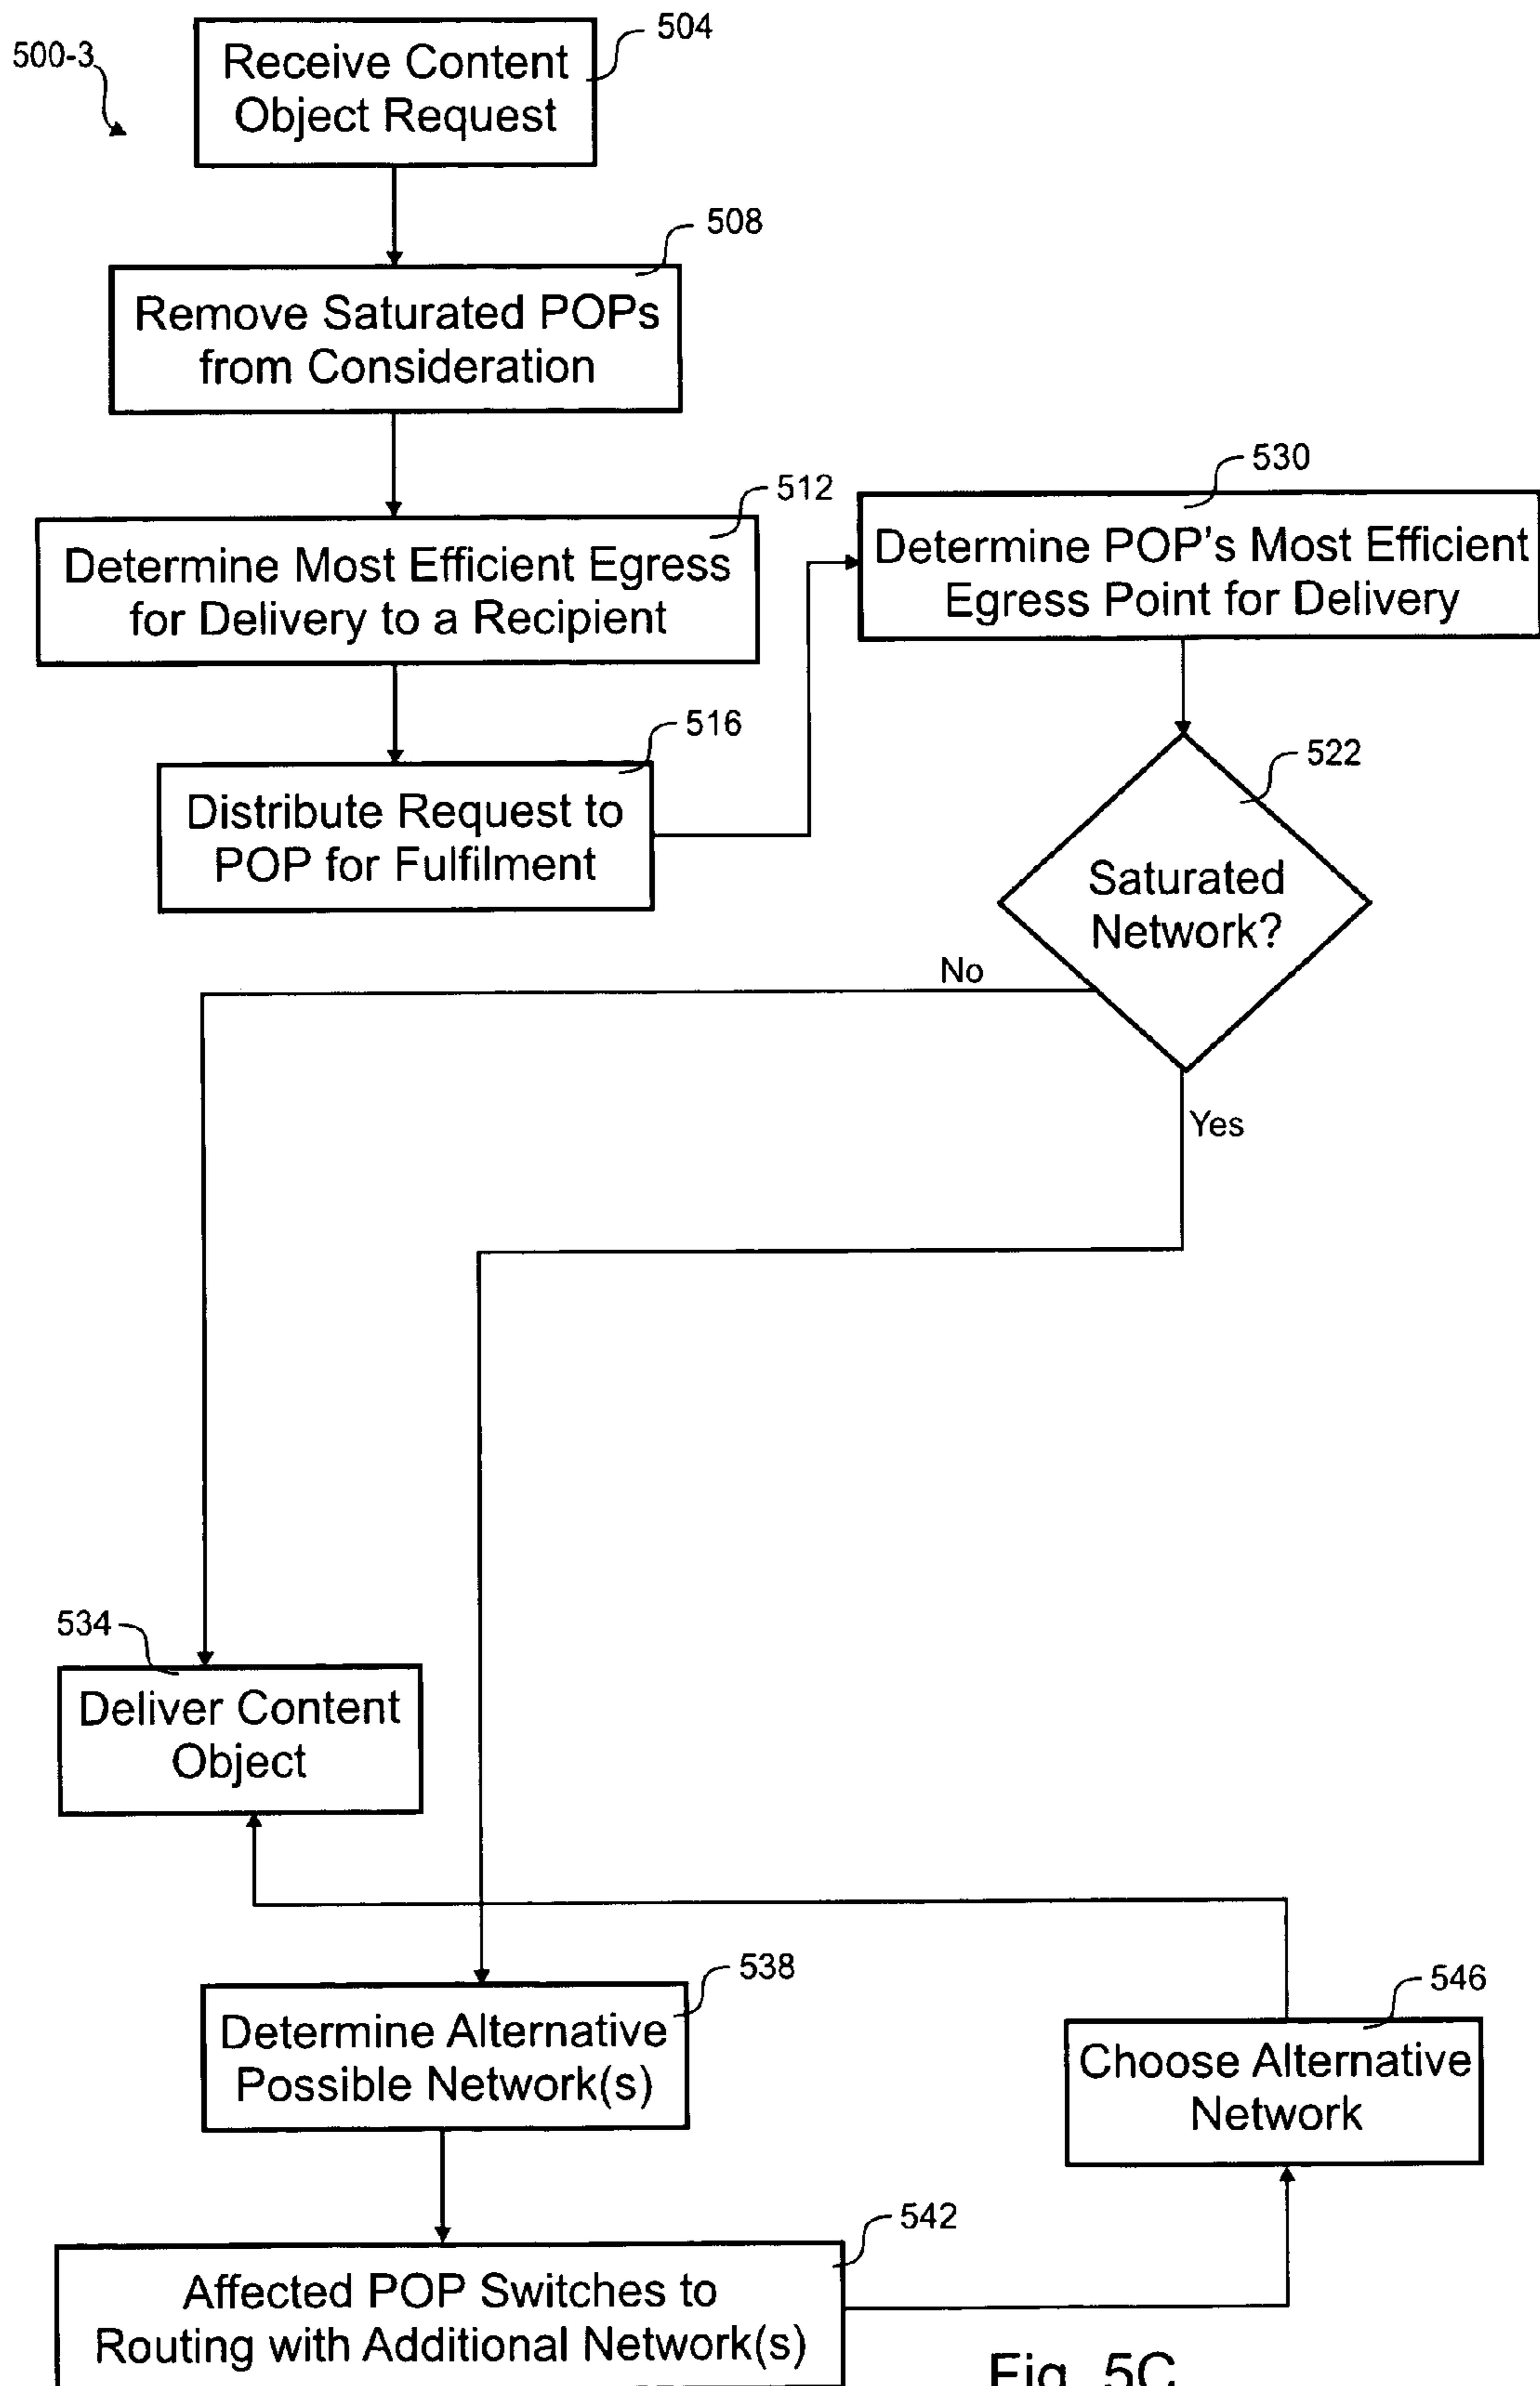 500-3
504
Receive Content
Object Request
508
Remove Saturated POPs
from Consideration
512
Determine Most Efficient Egress
for Delivery to a Recipient
516
Distribute Request to
POP for Fulfilment
530
Determine POP's Most Efficient
Egress Point for Delivery
522
Saturated
Network?
No
Yes
534
Deliver Content
Object
538
Determine Alternative
Possible Network(s)
546
Choose Alternative
Network
542
Affected POP Switches to
Routing with Additional Network(s)
Fig. 5C